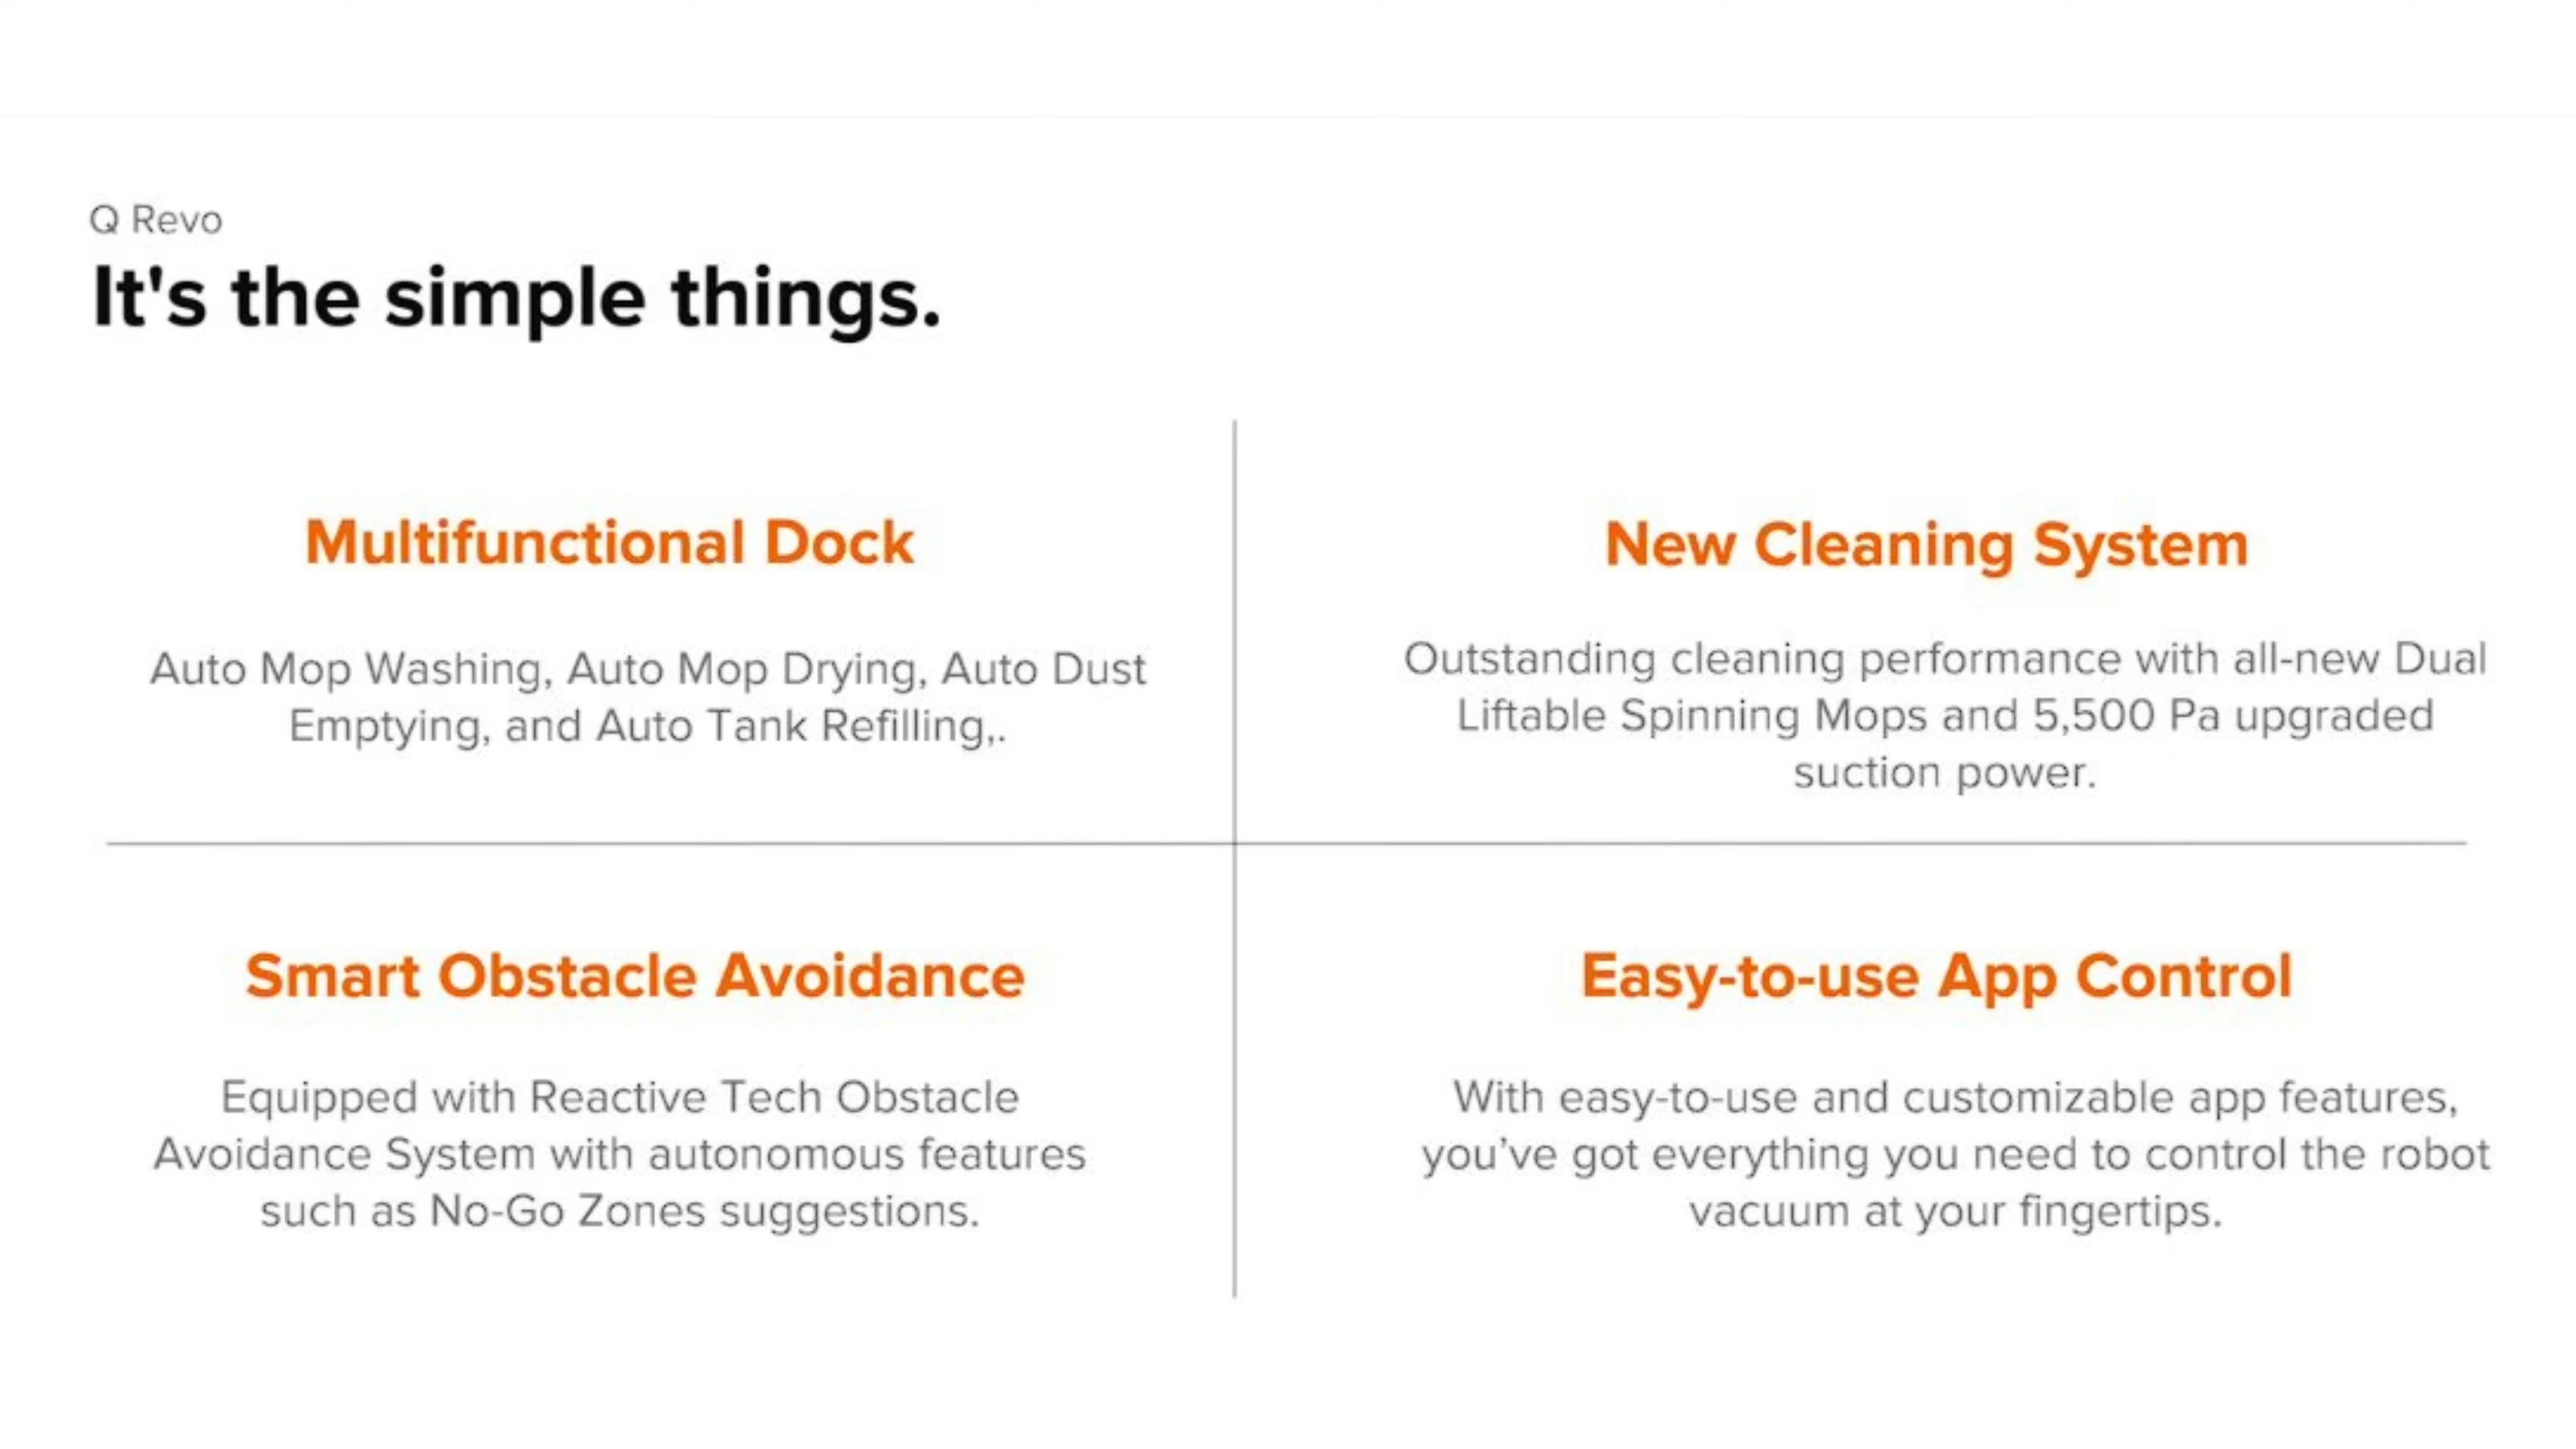 Q Revo
It's the simple things.
Multifunctional Dock
Auto Mop Washing, Auto Mop Drying, Auto Dust
Emptying, and Auto Tank Refilling,.
New Cleaning System
Outstanding cleaning performance with all-new Dual
Liftable Spinning Mops and 5,500 Pa upgraded
suction power.
Smart Obstacle Avoidance
Equipped with Reactive Tech Obstacle
Avoidance System with autonomous features
such as No-Go Zones suggestions.
Easy-to-use App Control
With easy-to-use and customizable app features,
you’ve got everything you need to control the robot
vacuum at your fingertips.